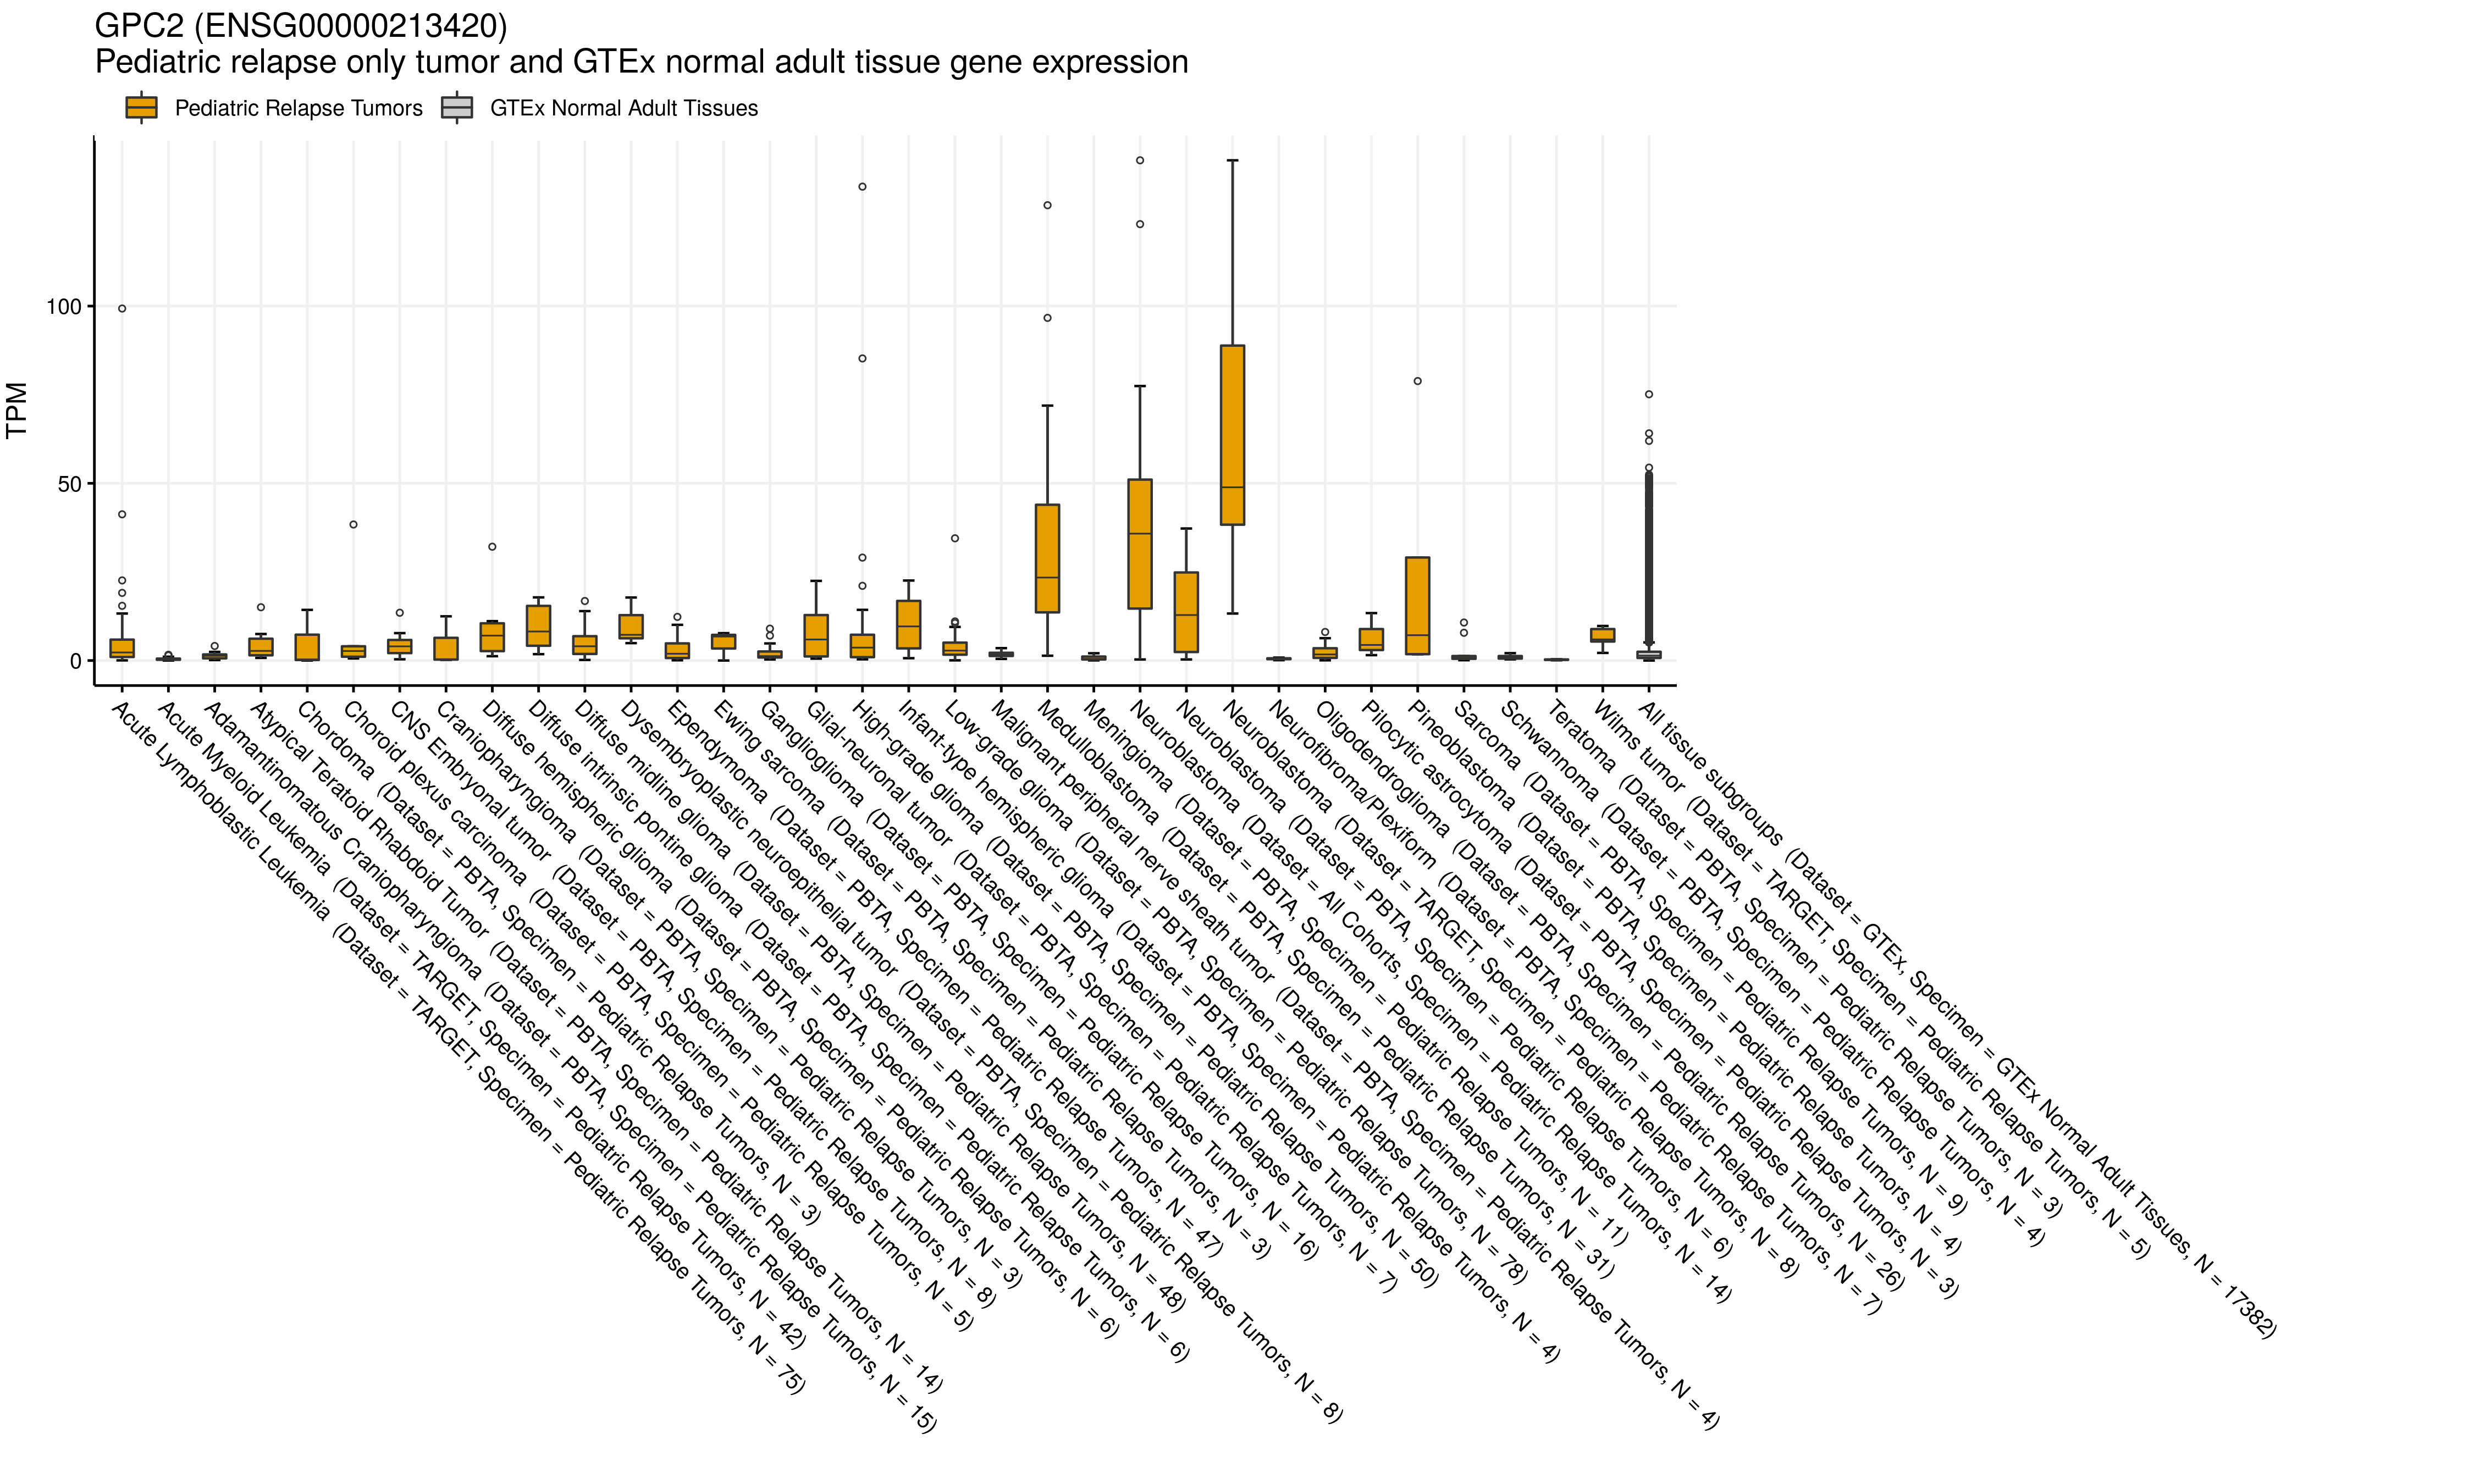 GPC2 (ENSG00000213420)
Pediatric relapse only tumor and GTEx normal adult tissue gene expression
Pediatric Relapse Tumors
GTEx Normal Adult Tissues
TPM
100
50
0
Acute Lymphoblastic Leukemia (Dataset = TARGET, Specimen = Pediatric Relapse Tumors, N = 75)
Acute Myeloid Leukemia (Dataset = TARGET, Specimen = Pediatric Relapse Tumors, N = 42)
Adamantinomatous Craniopharyngioma (Dataset = PBTA, Specimen = Pediatric Relapse Tumors, N = 15)
Atypical Teratoid Rhabdoid Tumor (Dataset = PBTA, Specimen = Pediatric Relapse Tumors, N = 14)
Chordoma (Dataset = PBTA, Specimen = Pediatric Relapse Tumors, N = 3)
Choroid plexus carcinoma (Dataset = PBTA, Specimen = Pediatric Relapse Tumors, N = 5)
CNS Embryonal tumor (Dataset = PBTA, Specimen = Pediatric Relapse Tumors, N = 8)
Craniopharyngioma (Dataset = PBTA, Specimen = Pediatric Relapse Tumors, N = 3)
Diffuse hemispheric glioma (Dataset = PBTA, Specimen = Pediatric Relapse Tumors, N = 6)
Diffuse intrinsic pontine glioma (Dataset = PBTA, Specimen = Pediatric Relapse Tumors, N = 6)
Diffuse midline glioma (Dataset = PBTA, Specimen = Pediatric Relapse Tumors, N = 48)
Dysembryoplastic neuroepithelial tumor (Dataset = PBTA, Specimen = Pediatric Relapse Tumors, N = 8)
Ependymoma (Dataset = PBTA, Specimen = Pediatric Relapse Tumors, N = 47)
Ewing sarcoma (Dataset = PBTA, Specimen = Pediatric Relapse Tumors, N = 3)
Ganglioglioma (Dataset = PBTA, Specimen = Pediatric Relapse Tumors, N = 16)
Glial-neuronal tumor (Dataset = PBTA, Specimen = Pediatric Relapse Tumors, N = 7)
High-grade glioma (Dataset = PBTA, Specimen = Pediatric Relapse Tumors, N = 50)
Infant-type hemispheric glioma (Dataset = PBTA, Specimen = Pediatric Relapse Tumors, N = 4)
Low-grade glioma (Dataset = PBTA, Specimen = Pediatric Relapse Tumors, N = 78)
Malignant peripheral nerve sheath tumor (Dataset = PBTA, Specimen = Pediatric Relapse Tumors, N = 4)
Medulloblastoma (Dataset = PBTA, Specimen = Pediatric Relapse Tumors, N = 31)
Meningioma (Dataset = PBTA, Specimen = Pediatric Relapse Tumors, N = 11)
Neuroblastoma (Dataset = All Cohorts, Specimen = Pediatric Relapse Tumors, N = 14)
Neuroblastoma (Dataset = PBTA, Specimen = Pediatric Relapse Tumors, N = 6)
Neuroblastoma (Dataset = TARGET, Specimen = Pediatric Relapse Tumors, N = 8)
Neurofibroma/Plexiform (Dataset = PBTA, Specimen = Pediatric Relapse Tumors, N = 7)
Oligodendroglioma (Dataset = PBTA, Specimen = Pediatric Relapse Tumors, N = 26)
Pilocytic astrocytoma (Dataset = PBTA, Specimen = Pediatric Relapse Tumors, N = 3)
Pineoblastoma (Dataset = PBTA, Specimen = Pediatric Relapse Tumors, N = 4)
Sarcoma (Dataset = PBTA, Specimen = Pediatric Relapse Tumors, N = 9)
Schwannoma (Dataset = PBTA, Specimen = Pediatric Relapse Tumors, N = 4)
Teratoma (Dataset = PBTA, Specimen = Pediatric Relapse Tumors, N = 3)
Wilms tumor (Dataset = TARGET, Specimen = Pediatric Relapse Tumors, N = 5)
All tissue subgroups (Dataset = GTEx, Specimen = GTEx Normal Adult Tissues, N = 17382)